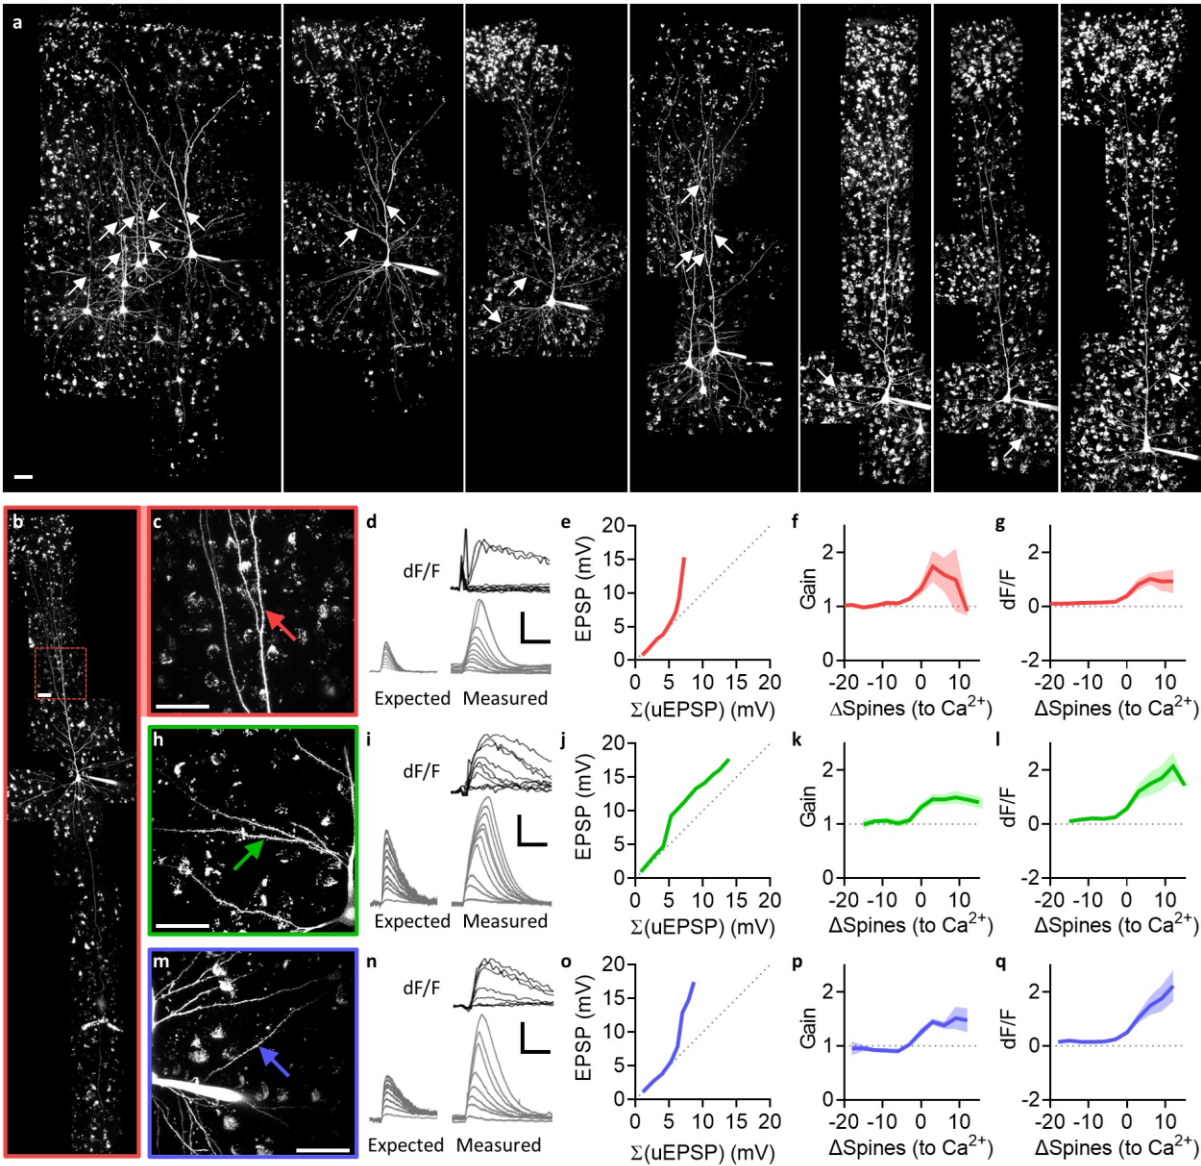 a
b
c
d
dF/F
Expected Measured
e
EPSP (mV)
20
15
10
5
0
0 5 10 15 20
Σ(uEPSP) (mV)
f
Gain
2
1
0
-20 -10 0 10
ΔSpines (to Ca²⁺)
g
dF/F
2
0
-2
-20 -10 0 10
ΔSpines (to Ca²⁺)
h
i
dF/F
Expected Measured
j
EPSP (mV)
20
15
10
5
0
0 5 10 15 20
Σ(uEPSP) (mV)
k
Gain
2
1
0
-20 -10 0 10
ΔSpines (to Ca²⁺)
l
dF/F
2
0
-2
-20 -10 0 10
ΔSpines (to Ca²⁺)
m
n
dF/F
Expected Measured
o
EPSP (mV)
20
15
10
5
0
0 5 10 15 20
Σ(uEPSP) (mV)
p
Gain
2
1
0
-20 -10 0 10
ΔSpines (to Ca²⁺)
q
dF/F
2
0
-2
-20 -10 0 10
ΔSpines (to Ca²⁺)